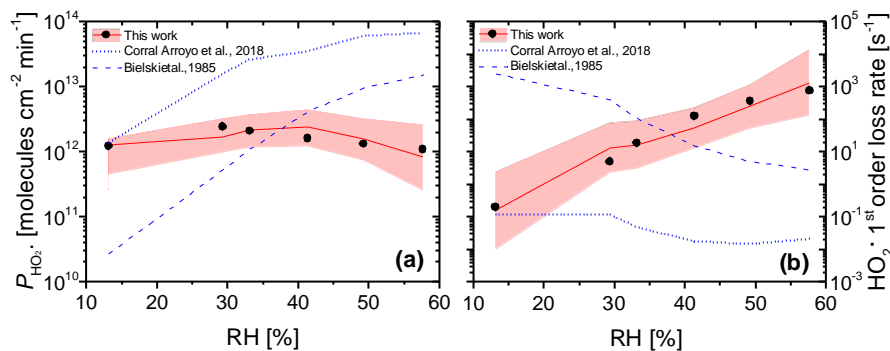 10^14
10^13
10^12
10^11
10^10
P_HO2· [molecules cm^-2 min^-1]
This work
Corral Arroyo et al., 2018
Bielskietal.,1985
(a)
10 20 30 40 50 60
RH [%]
This work
Corral Arroyo et al., 2018
Bielskietal.,1985
(b)
10 20 30 40 50 60
RH [%]
10^5
10^3
10^1
10^-1
10^-3
HO2· 1^st order loss rate [s^-1]